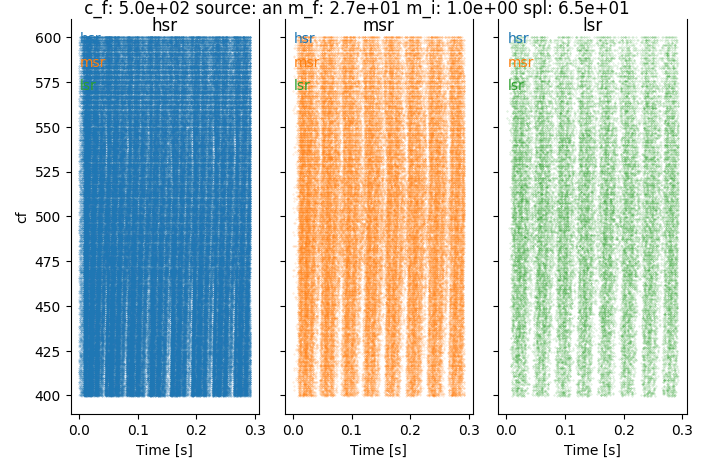 c_f: 5.0e+02 source: an m_f: 2.7e+01 m_i: 1.0e+00 spl: 6.5e+01
hsr msr lsr
600
575
550
525
500
475
450
425
400
cf
hsr
msr
lsr
hsr
msr
lsr
hsr
msr
lsr
0.0 0.1 0.2 0.3 0.0 0.1 0.2 0.3 0.0 0.1 0.2 0.3
Time [s] Time [s] Time [s]